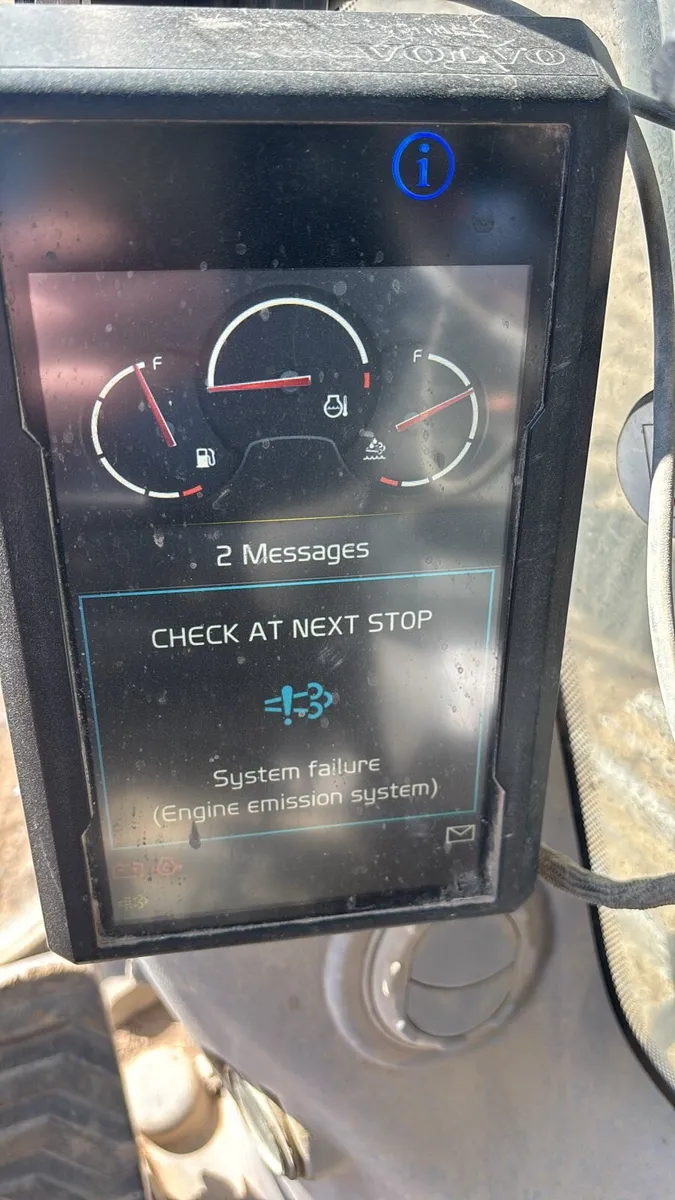 VOLVO
i
F
F
2 Messages
CHECK AT NEXT STOP
System failure
(Engine emission system)